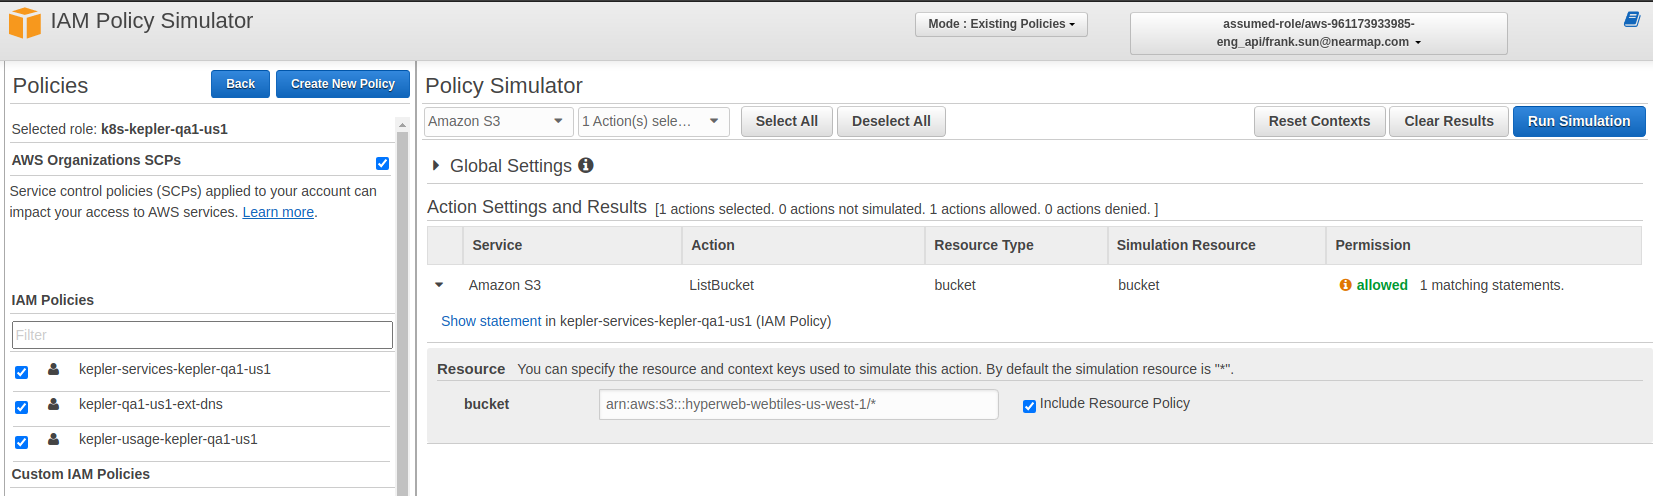 IAM Policy Simulator
Mode : Existing Policies
assumed-role/aws-961173933985-
eng_api/frank.sun@nearmap.com
Policies
Back
Create New Policy
Selected role: k8s-kepler-qa1-us1
AWS Organizations SCPs
Service control policies (SCPs) applied to your account can
impact your access to AWS services. Learn more.
IAM Policies
Filter
kepler-services-kepler-qa1-us1
kepler-qa1-us1-ext-dns
kepler-usage-kepler-qa1-us1
Custom IAM Policies
Policy Simulator
Amazon S3
1 Action(s) sele...
Select All
Deselect All
Reset Contexts
Clear Results
Run Simulation
Global Settings
Action Settings and Results [1 actions selected. 0 actions not simulated. 1 actions allowed. 0 actions denied. ]
Service Action Resource Type Simulation Resource Permission
Amazon S3 ListBucket bucket bucket allowed 1 matching statements.
Show statement in kepler-services-kepler-qa1-us1 (IAM Policy)
Resource You can specify the resource and context keys used to simulate this action. By default the simulation resource is "*".
bucket arn:aws:s3:::hyperweb-webtiles-us-west-1/* Include Resource Policy